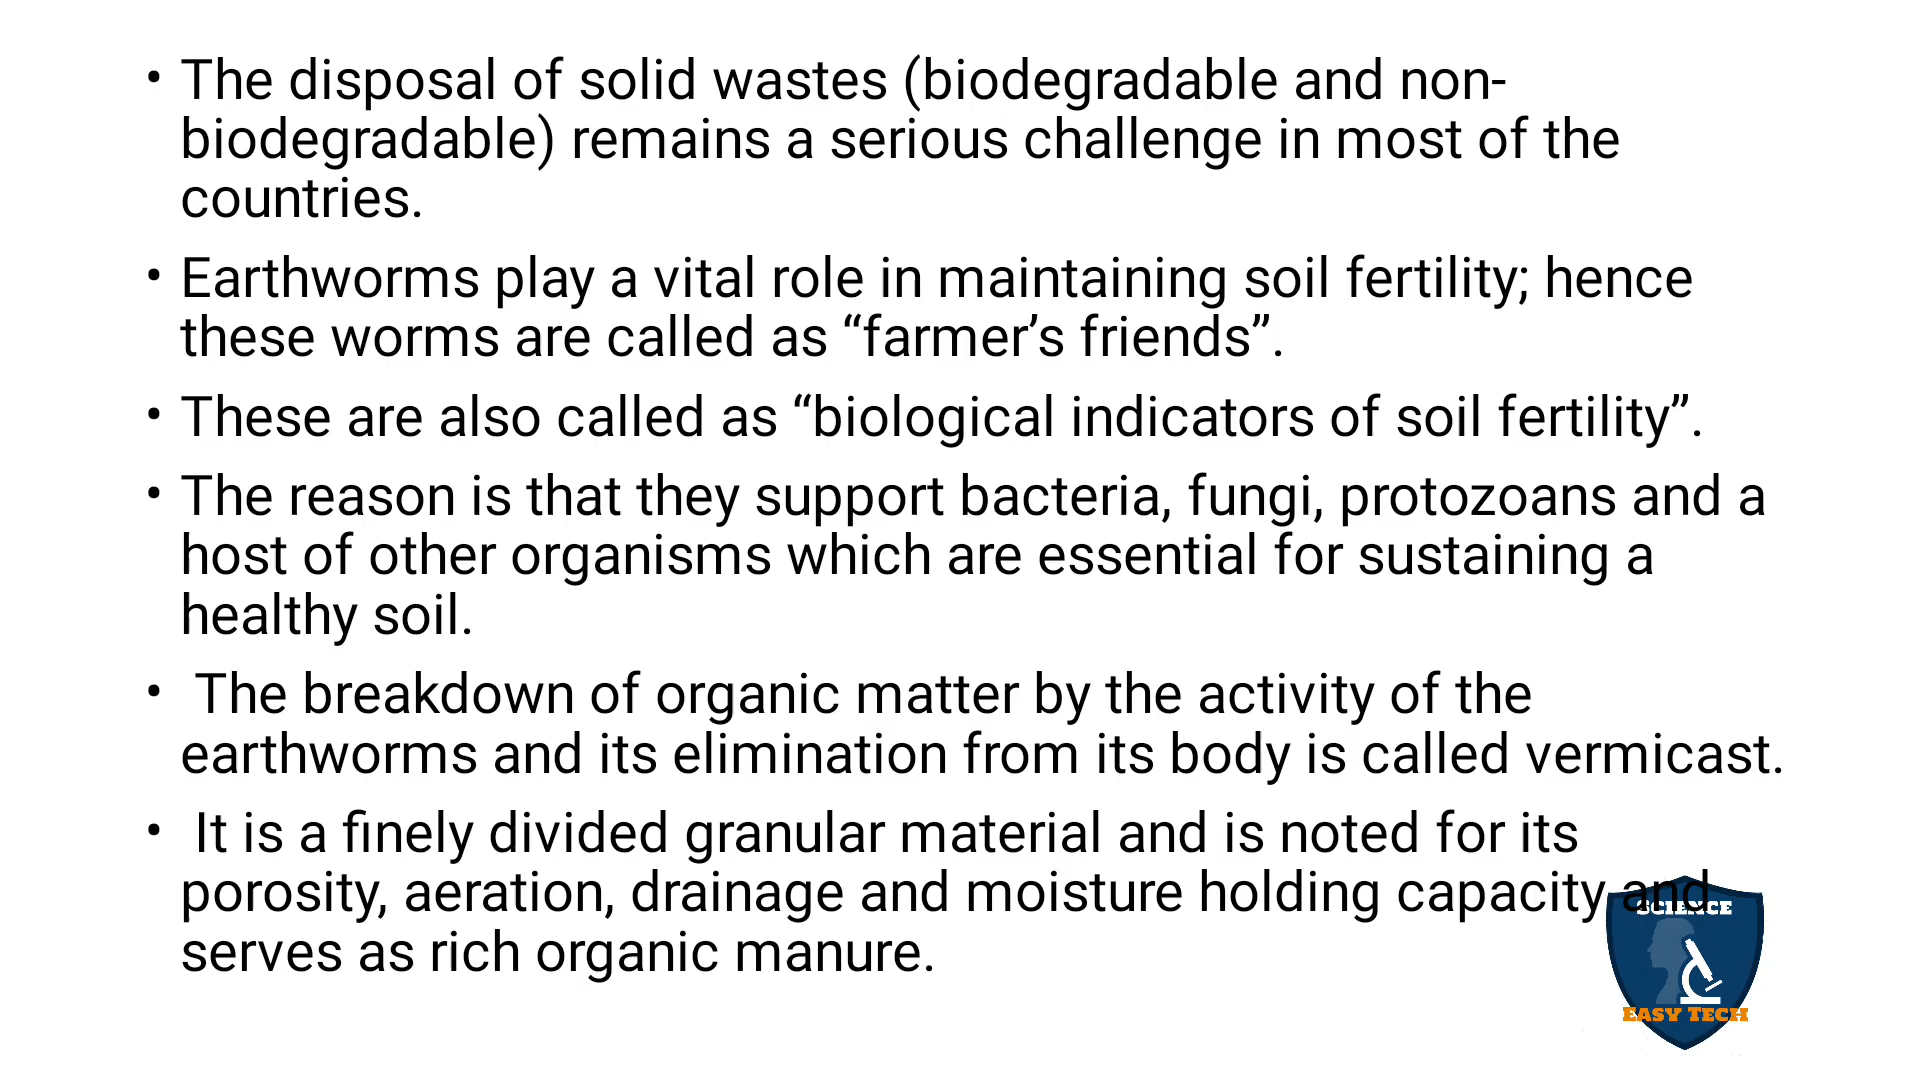 • The disposal of solid wastes (biodegradable and non-
biodegradable) remains a serious challenge in most of the
countries.
• Earthworms play a vital role in maintaining soil fertility; hence
these worms are called as “farmer’s friends”.
• These are also called as “biological indicators of soil fertility”.
• The reason is that they support bacteria, fungi, protozoans and a
host of other organisms which are essential for sustaining a
healthy soil.
• The breakdown of organic matter by the activity of the
earthworms and its elimination from its body is called vermicast.
• It is a finely divided granular material and is noted for its
porosity, aeration, drainage and moisture holding capacity and
serves as rich organic manure.
SCIENCE
EASY TECH